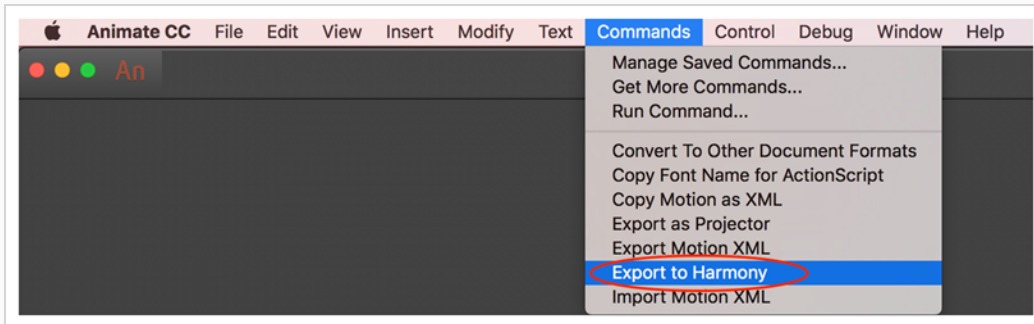 Animate CC File Edit View Insert Modify Text Commands Control Debug Window Help
An
Manage Saved Commands...
Get More Commands...
Run Command...
Convert To Other Document Formats
Copy Font Name for ActionScript
Copy Motion as XML
Export as Projector
Export Motion XML
Export to Harmony
Import Motion XML